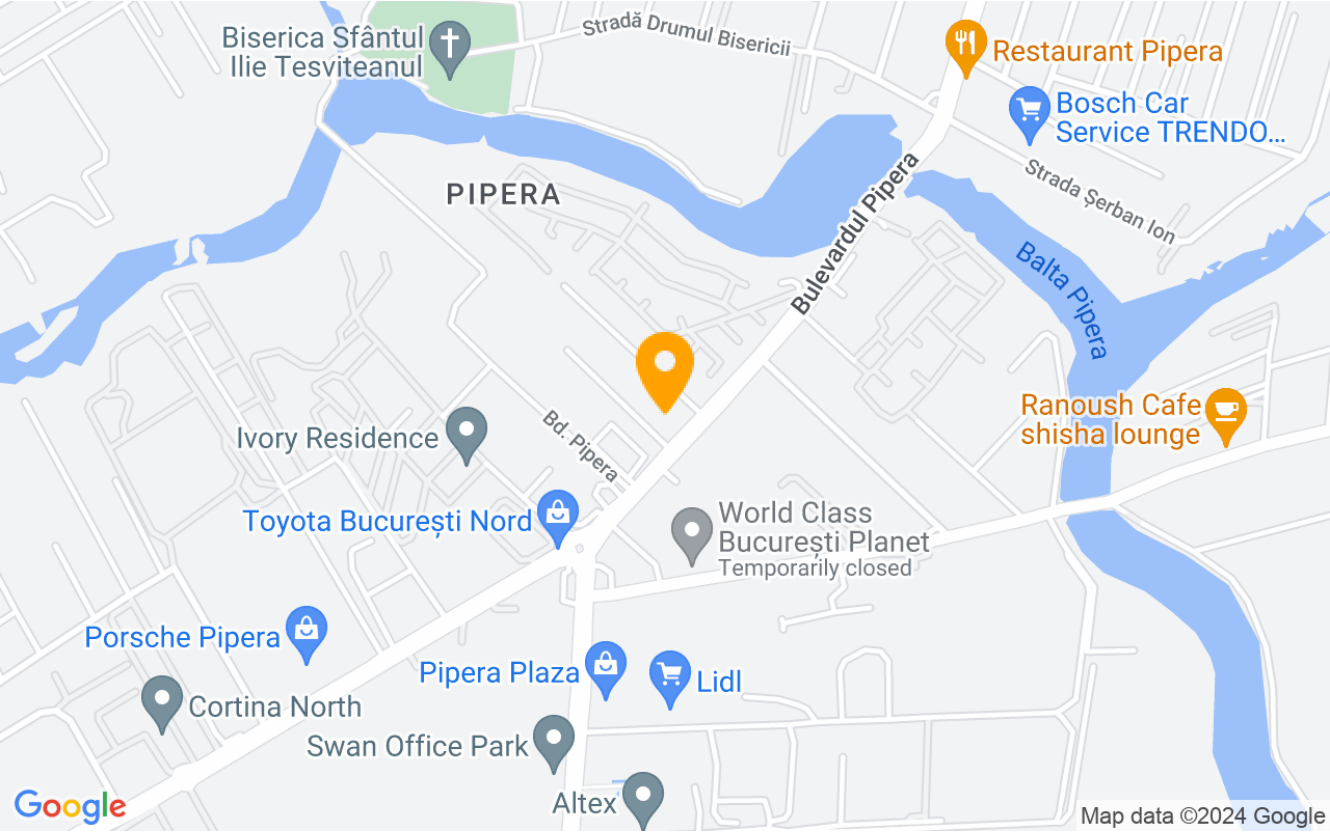 Biserica Sfântul
Ilie Tesviteanul
Stradă Drumul Bisericii
Restaurant Pipera
Bosch Car
Service TRENDO...
PIPERA
Bulevardul Pipera
Strada Șerban Ion
Balta Pipera
Ranoush Cafe
shisha lounge
Ivory Residence
Bd. Pipera
Toyota București Nord
World Class
București Planet
Temporarily closed
Porsche Pipera
Pipera Plaza
Lidl
Cortina North
Swan Office Park
Altex
Google
Map data ©2024 Google